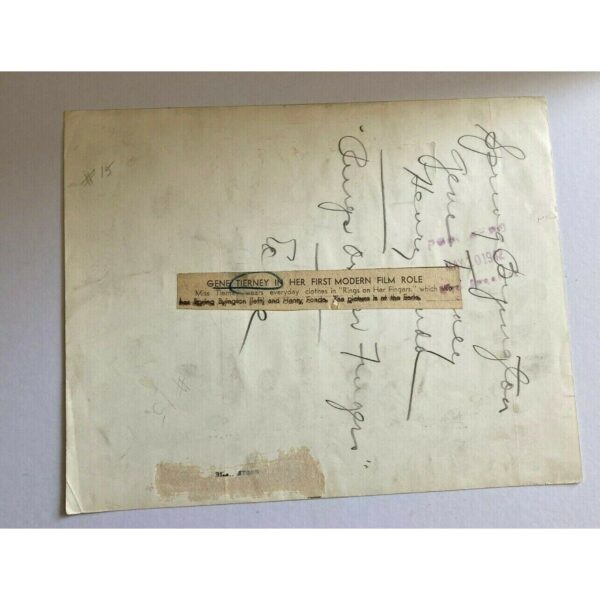 Spring Byington
Gene Tierney
Henry Fonda
"Rings on Her Fingers"
#15
GENE TIERNEY IN HER FIRST MODERN FILM ROLE
Miss Tierney wears everyday clothes in "Rings on Her Fingers," which also
has Spring Byington (left) and Henry Fonda. The picture is at the
1942